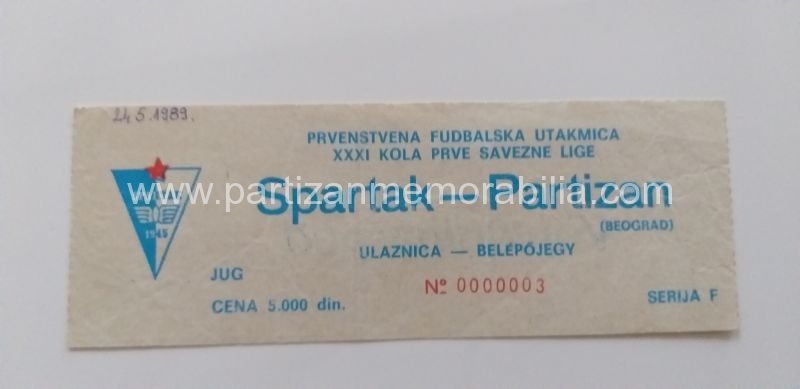 24.5.1989.
PRVENSTVENA FUDBALSKA UTAKMICA
XXXI KOLA PRVE SAVEZNE LIGE
www.partizanmemorabilia.com
Spartak — Partizan
(BEOGRAD)
1945
ULAZNICA — BELÉPŐJEGY
JUG
№ 0000003
CENA 5.000 din.
SERIJA F